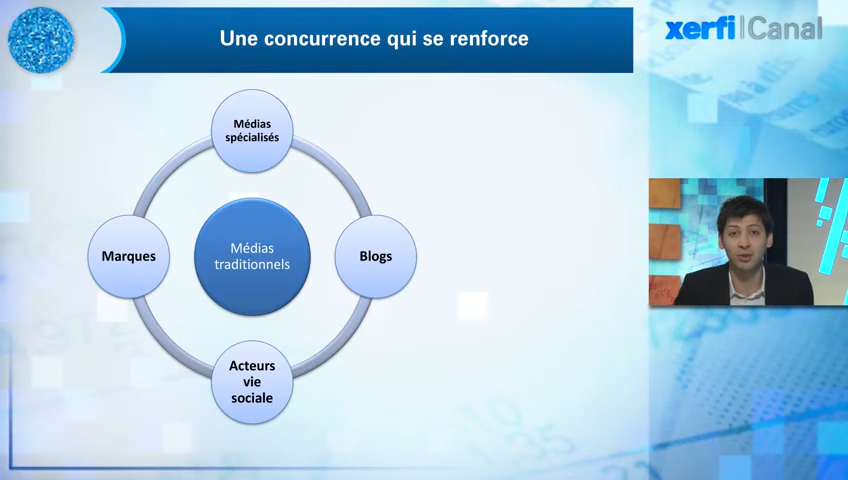 Une concurrence qui se renforce
xerfi|Canal
Médias
spécialisés
Marques
Médias
traditionnels
Blogs
Acteurs
vie
sociale